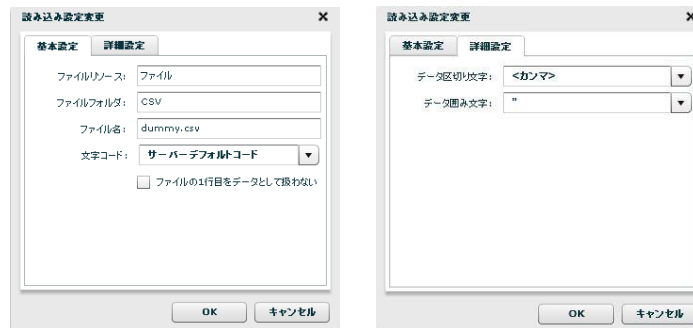 読み込み設定変更 ×
基本設定 詳細設定
ファイルリソース: ファイル
ファイルフォルダ: CSV
ファイル名: dummy.csv
文字コード: サーバーデフォルトコード
ファイルの1行目をデータとして扱わない
OK キャンセル
読み込み設定変更 ×
基本設定 詳細設定
データ区切り文字: <カンマ>
データ囲み文字: "
OK キャンセル